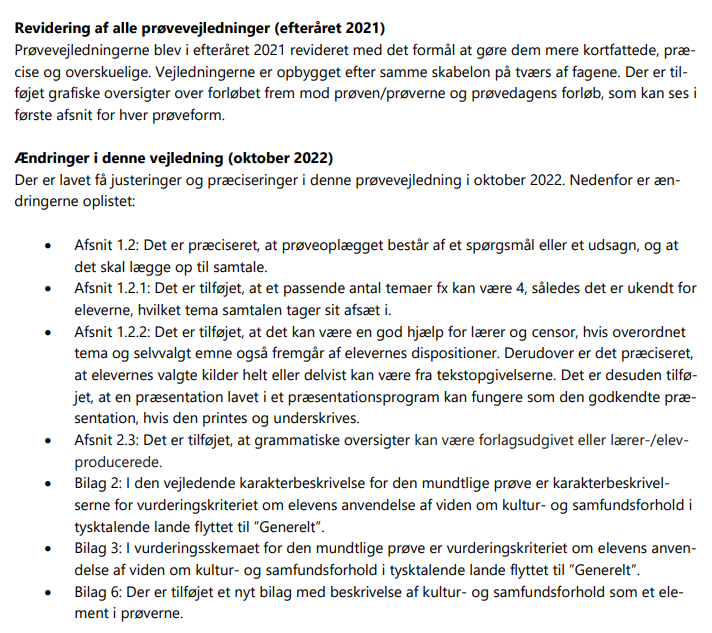 Revidering af alle prøvevejledninger (efteråret 2021)
Prøvevejledningerne blev i efteråret 2021 revideret med det formål at gøre dem mere kortfattede, præ-
cise og overskuelige. Vejledningerne er opbygget efter samme skabelon på tværs af fagene. Der er til-
føjet grafiske oversigter over forløbet frem mod prøven/prøverne og prøvedagens forløb, som kan ses i
første afsnit for hver prøveform.
Ændringer i denne vejledning (oktober 2022)
Der er lavet få justeringer og præciseringer i denne prøvevejledning i oktober 2022. Nedenfor er æn-
dringerne oplistet:
• Afsnit 1.2: Det er præciseret, at prøveoplægget består af et spørgsmål eller et udsagn, og at
det skal lægge op til samtale.
• Afsnit 1.2.1: Det er tilføjet, at et passende antal temaer fx kan være 4, således det er ukendt for
eleverne, hvilket tema samtalen tager sit afsæt i.
• Afsnit 1.2.2: Det er tilføjet, at det kan være en god hjælp for lærer og censor, hvis overordnet
tema og selvvalgt emne også fremgår af elevernes dispositioner. Derudover er det præciseret,
at elevernes valgte kilder helt eller delvist kan være fra tekstopgivelserne. Det er desuden tilfø-
jet, at en præsentation lavet i et præsentationsprogram kan fungere som den godkendte præ-
sentation, hvis den printes og underskrives.
• Afsnit 2.3: Det er tilføjet, at grammatiske oversigter kan være forlagsudgivet eller lærer-/elev-
producerede.
• Bilag 2: I den vejledende karakterbeskrivelse for den mundtlige prøve er karakterbeskrivel-
serne for vurderingskriteriet om elevens anvendelse af viden om kultur- og samfundsforhold i
tysktalende lande flyttet til ”Generelt”.
• Bilag 3: I vurderingsskemaet for den mundtlige prøve er vurderingskriteriet om elevens anven-
delse af viden om kultur- og samfundsforhold i tysktalende lande flyttet til ”Generelt”.
• Bilag 6: Der er tilføjet et nyt bilag med beskrivelse af kultur- og samfundsforhold som et ele-
ment i prøverne.